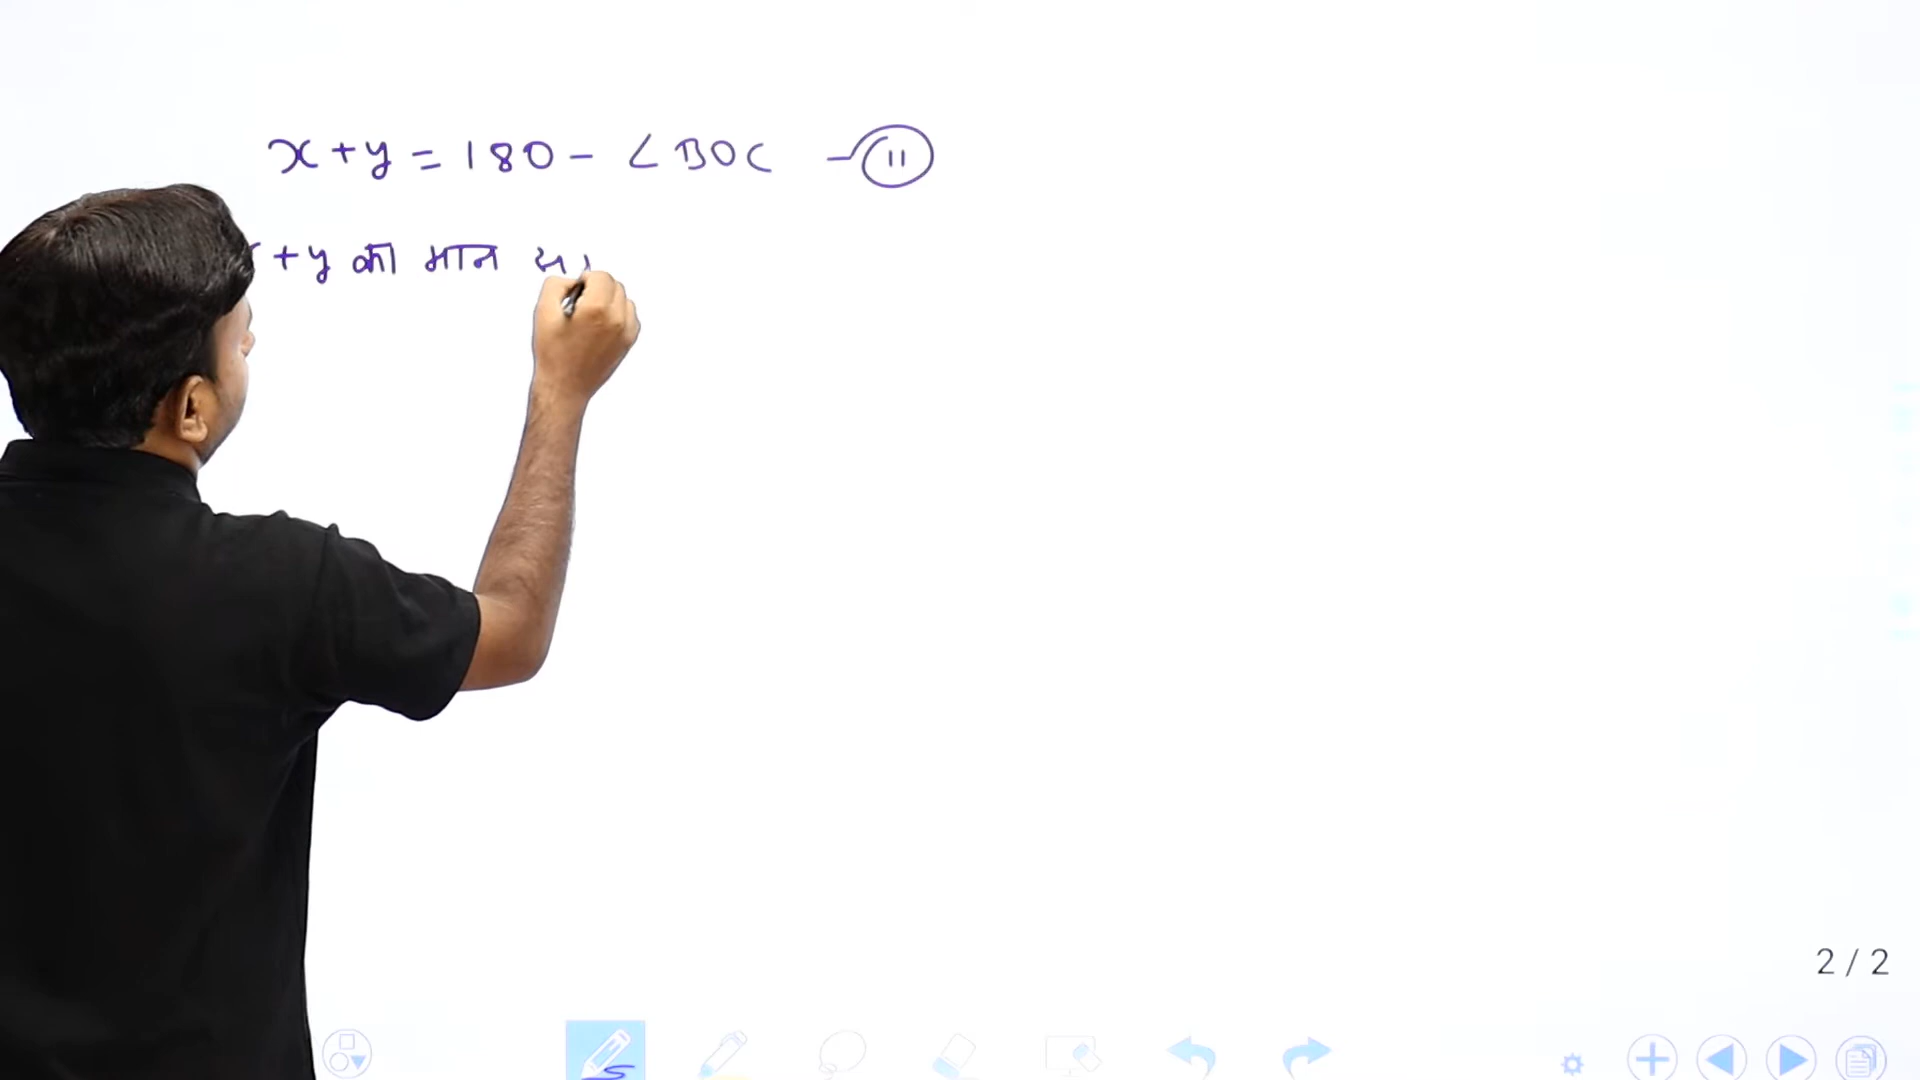 x + y = 180 - ∠BOC - 11
+ y का मान
2 / 2